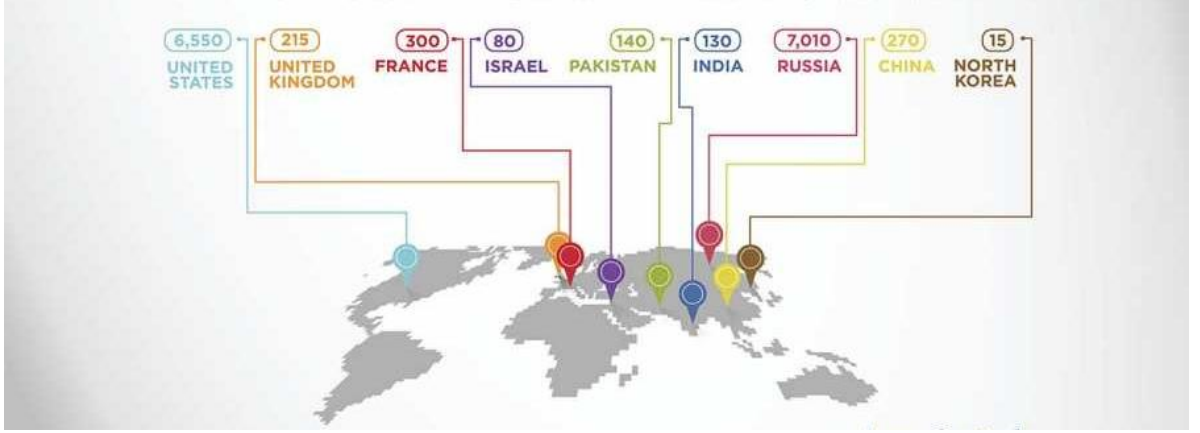 6,550
UNITED
STATES
215
UNITED
KINGDOM
300
FRANCE
80
ISRAEL
140
PAKISTAN
130
INDIA
7,010
RUSSIA
270
CHINA
15
NORTH
KOREA